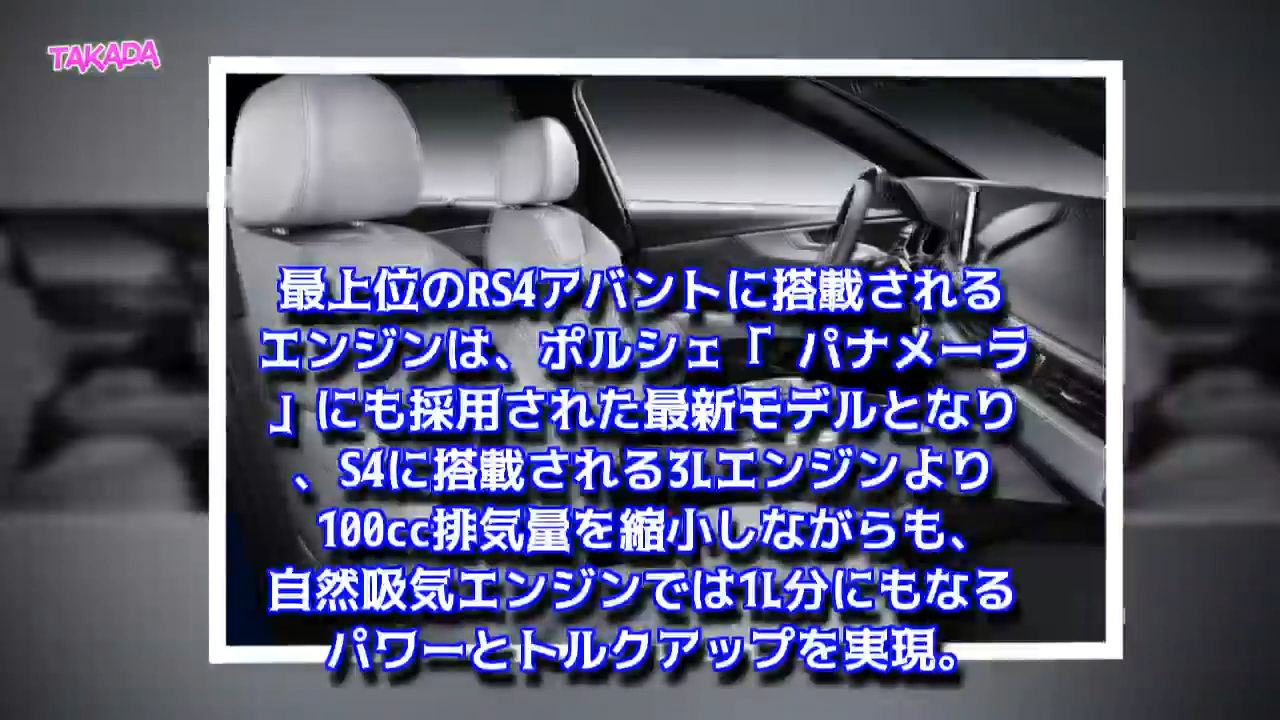 TAKADA
最上位のRS4アバントに搭載される
エンジンは、ポルシェ「 パナメーラ
」にも採用された最新モデルとなり
、S4に搭載される3Lエンジンより
100cc排気量を縮小しながらも、
自然吸気エンジンでは1L分にもなる
パワーとトルクアップを実現。